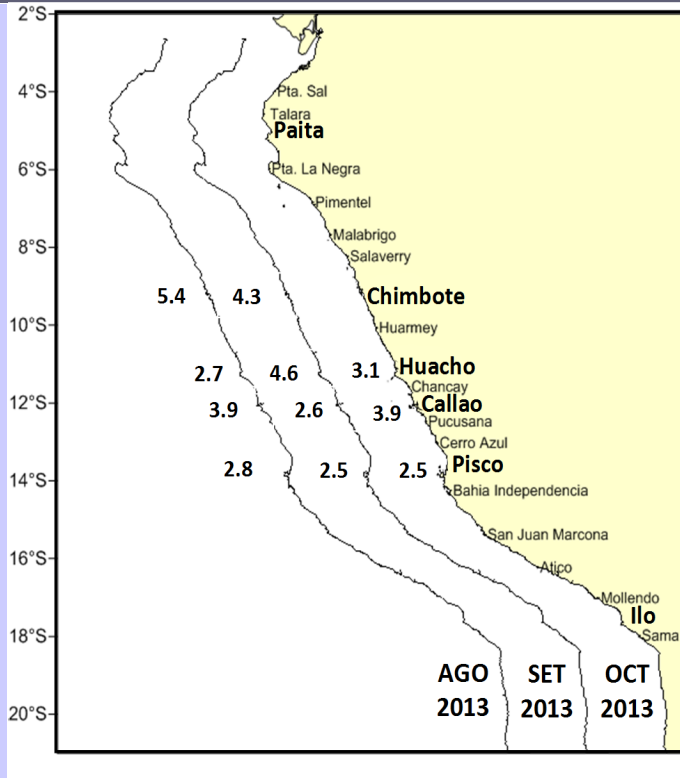 2°S
4°S
Pta. Sal
Talara
Paita
6°S
Pta. La Negra
Pimentel
Malabrigo
8°S
Salaverry
5.4 4.3 Chimbote
10°S
Huarmey
2.7 4.6 3.1 Huacho
Chancay
12°S
3.9 2.6 3.9 Callao
Pucusana
Cerro Azul
2.8 2.5 2.5 Pisco
14°S
Bahia Independencia
San Juan Marcona
16°S
Atico
Mollendo
Ilo
18°S
Sama
AGO SET OCT
2013 2013 2013
20°S